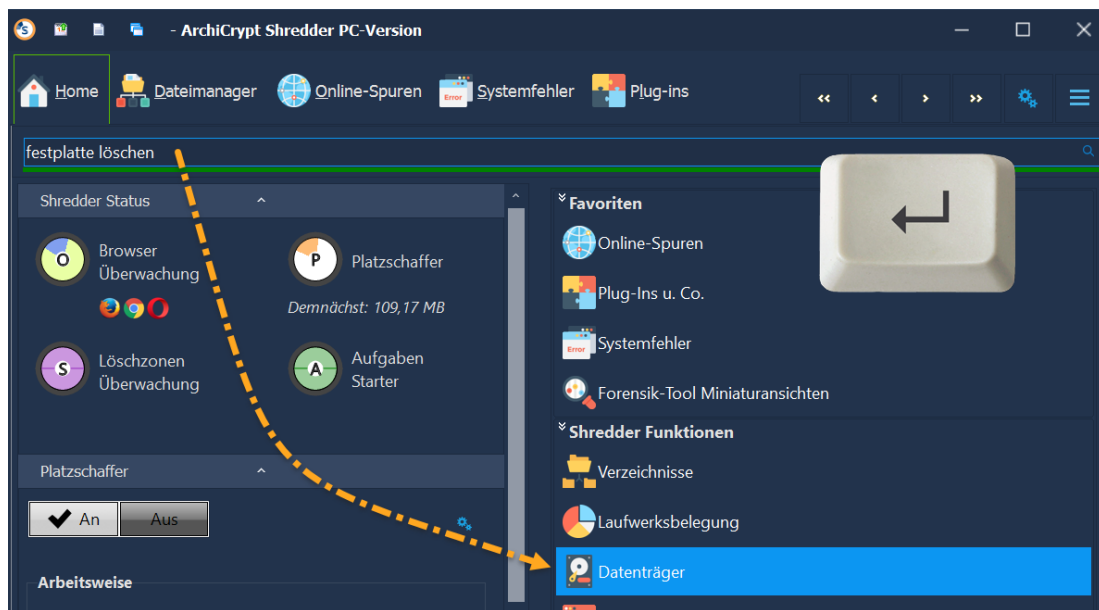 - ArchiCrypt Shredder PC-Version
Home
Dateimanager
Online-Spuren
Error
Systemfehler
Plug-ins
festplatte löschen
Shredder Status
O
Browser
Überwachung
P
Platzschaffer
Demnächst: 109,17 MB
S
Löschzonen
Überwachung
A
Aufgaben
Starter
Platzschaffer
An
Aus
Arbeitsweise
Favoriten
Online-Spuren
Plug-Ins u. Co.
Error
Systemfehler
Forensik-Tool Miniaturansichten
Shredder Funktionen
Verzeichnisse
Laufwerksbelegung
Datenträger